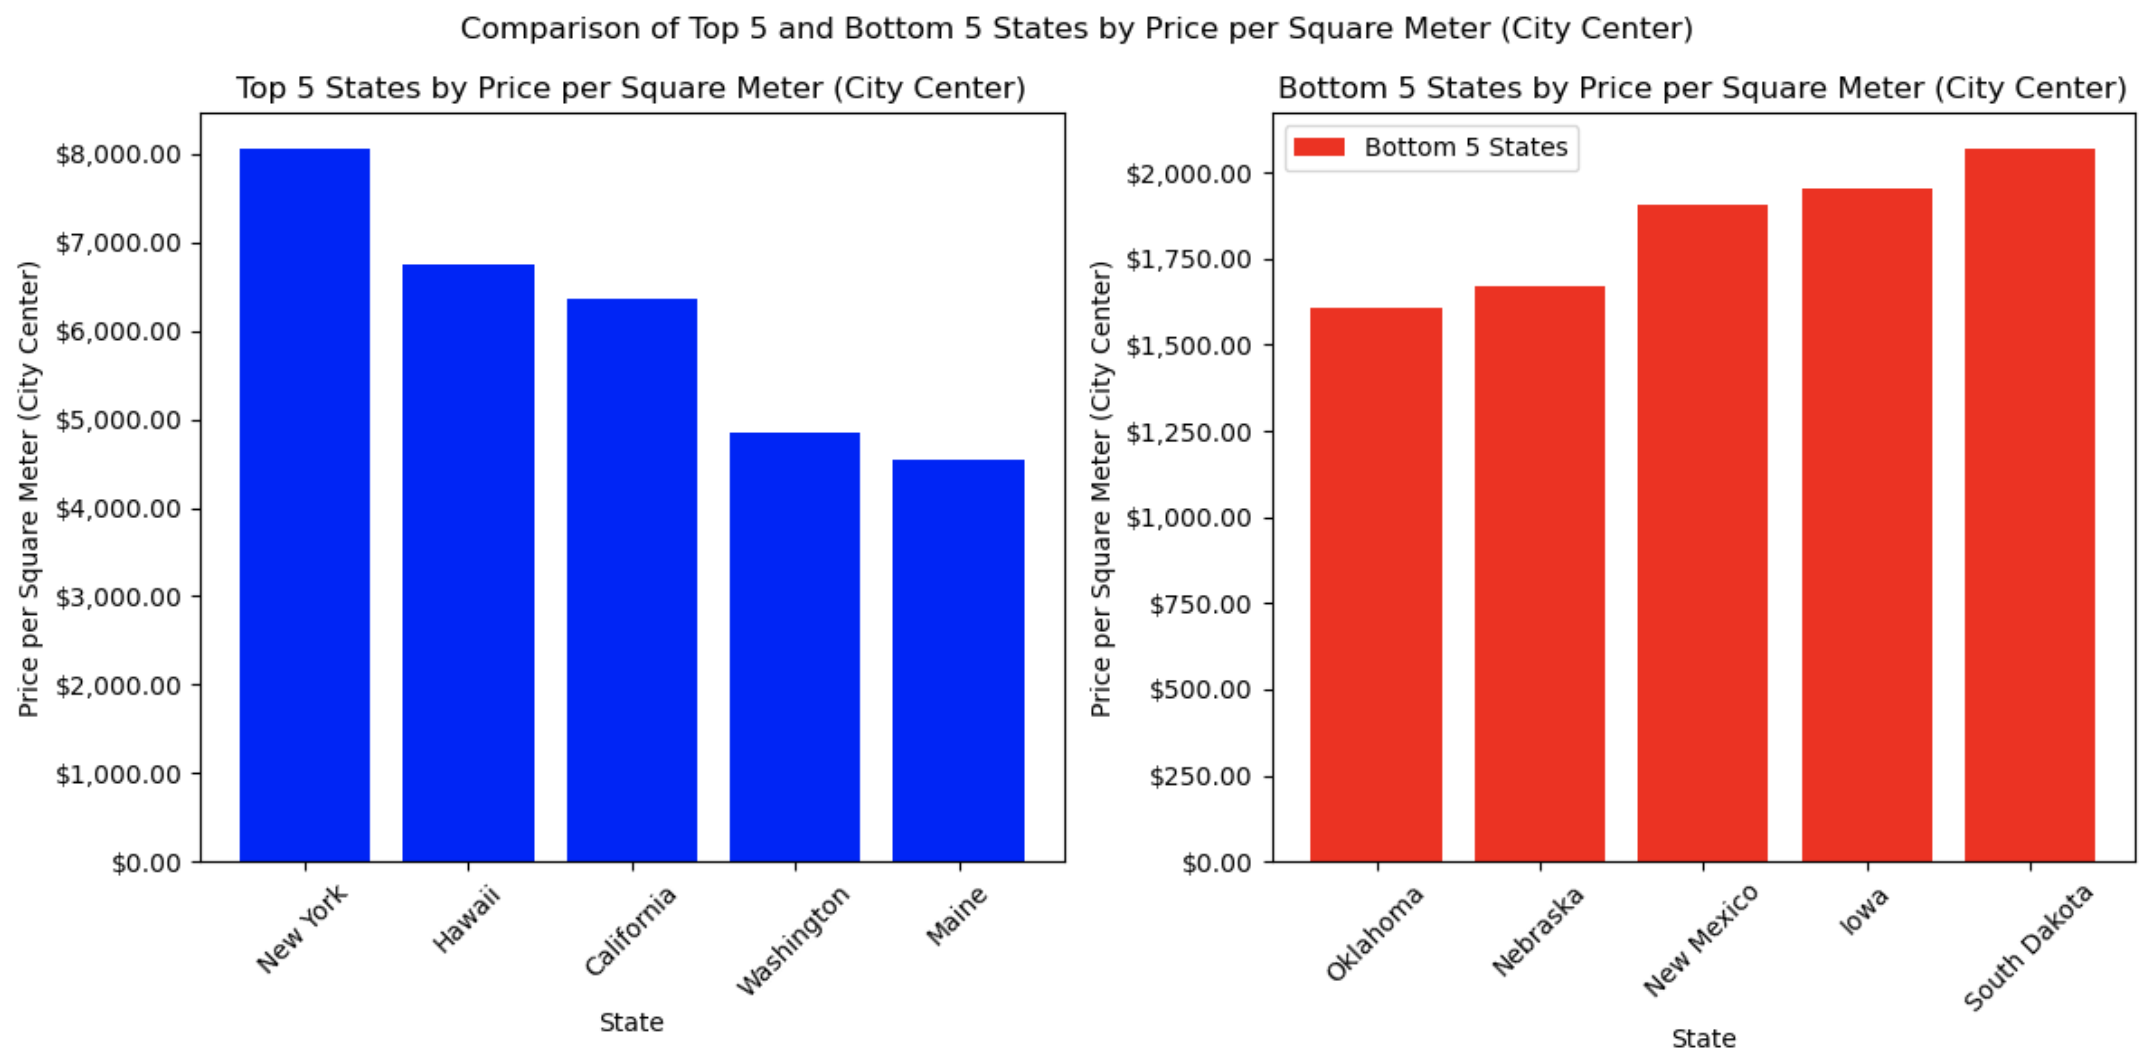 Comparison of Top 5 and Bottom 5 States by Price per Square Meter (City Center)
Top 5 States by Price per Square Meter (City Center)
Price per Square Meter (City Center)
$8,000.00
$7,000.00
$6,000.00
$5,000.00
$4,000.00
$3,000.00
$2,000.00
$1,000.00
$0.00
New York
Hawaii
California
Washington
Maine
State
Bottom 5 States by Price per Square Meter (City Center)
Bottom 5 States
Price per Square Meter (City Center)
$2,000.00
$1,750.00
$1,500.00
$1,250.00
$1,000.00
$750.00
$500.00
$250.00
$0.00
Oklahoma
Nebraska
New Mexico
Iowa
South Dakota
State